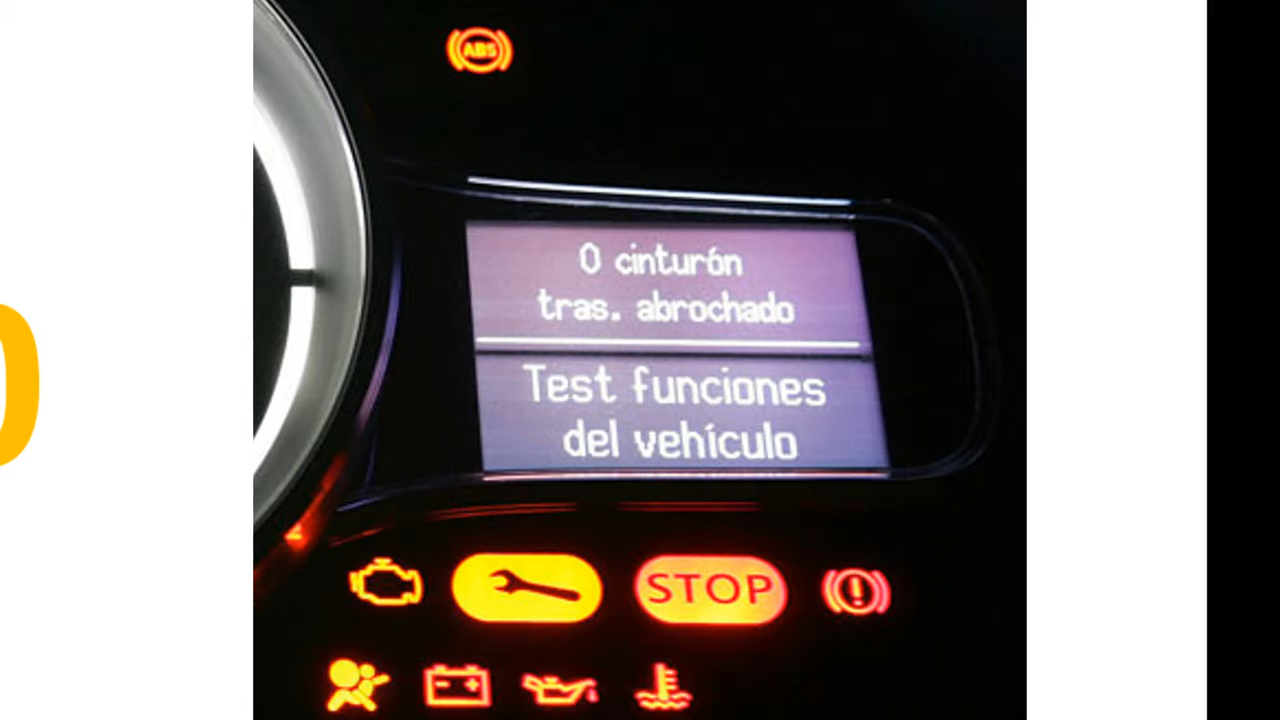 ABS
0 cinturón
tras. abrochado
Test funciones
del vehículo
STOP